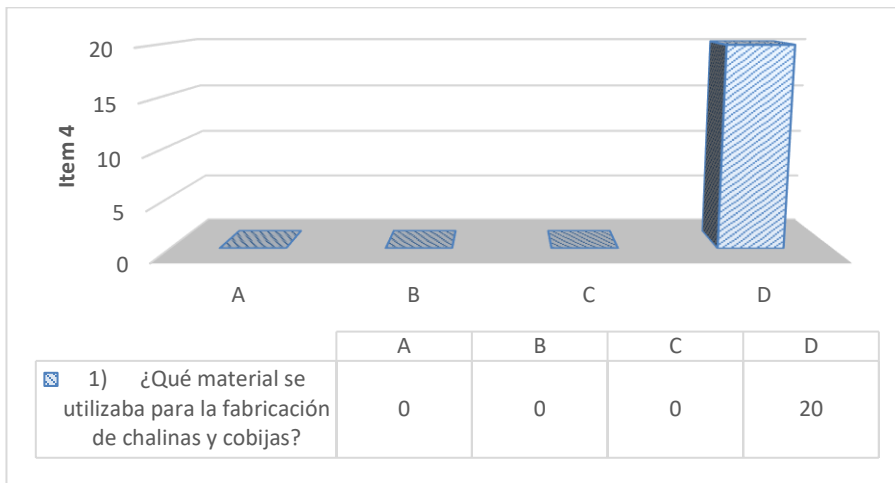 20
15
10
5
0
Item 4
A B C D
A B C D
1) ¿Qué material se
utilizaba para la fabricación
de chalinas y cobijas?
0 0 0 20